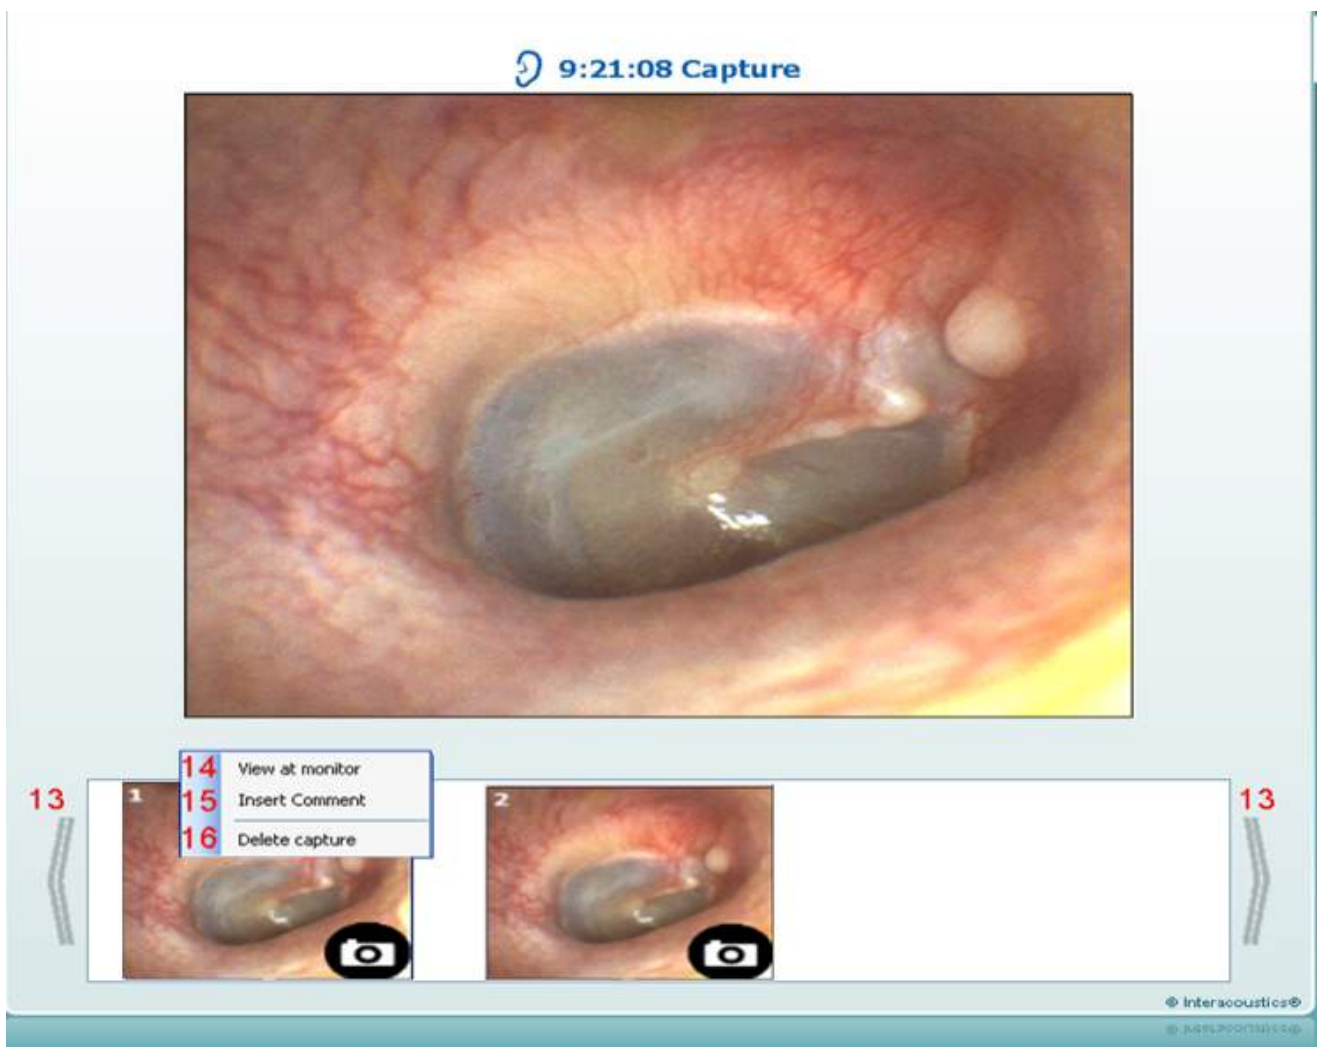 9:21:08 Capture
14 View at monitor
13
1
15 Insert Comment
2
13
16 Delete capture
© Interacoustics®